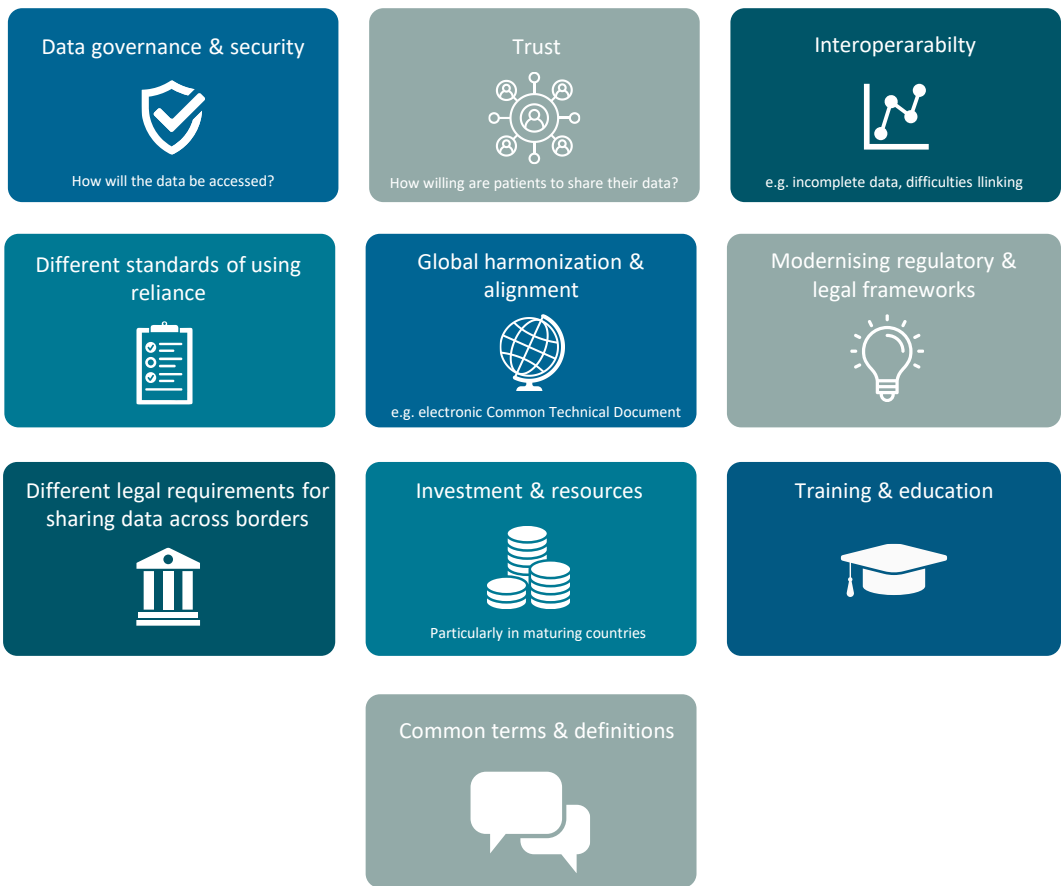 Data governance & security
How will the data be accessed?
Trust
How willing are patients to share their data?
Interoperarabilty
e.g. incomplete data, difficulties llinking
Different standards of using
reliance
Global harmonization &
alignment
e.g. electronic Common Technical Document
Modernising regulatory &
legal frameworks
Different legal requirements for
sharing data across borders
Investment & resources
Particularly in maturing countries
Training & education
Common terms & definitions